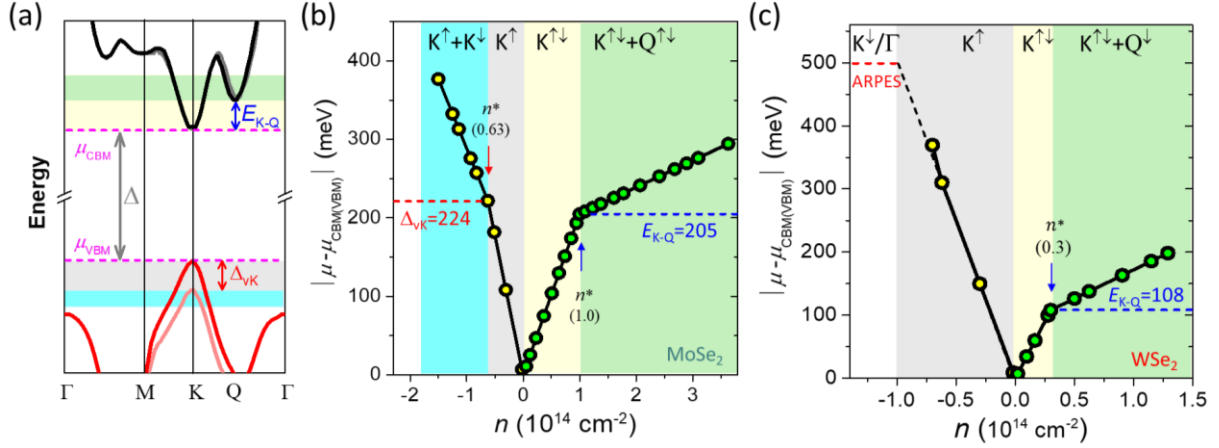 (a)
Energy
E_K-Q
μ_CBM
Δ
μ_VBM
Δ_vK
Γ M K Q Γ
(b)
K↑+K↓ K↑ K↑↓ K↑↓+Q↑↓
|μ-μ_CBM(VBM)| (meV)
400
300
200
100
0
n*
(0.63)
Δ_vK=224
E_K-Q=205
n*
(1.0)
MoSe₂
-2 -1 0 1 2 3
n (10¹⁴ cm⁻²)
(c)
K↓/Γ K↑ K↑↓ K↑↓+Q↓
|μ-μ_CBM(VBM)| (meV)
500
400
300
200
100
0
ARPES
n*
(0.3)
E_K-Q=108
WSe₂
-1.0 -0.5 0.0 0.5 1.0 1.5
n (10¹⁴ cm⁻²)